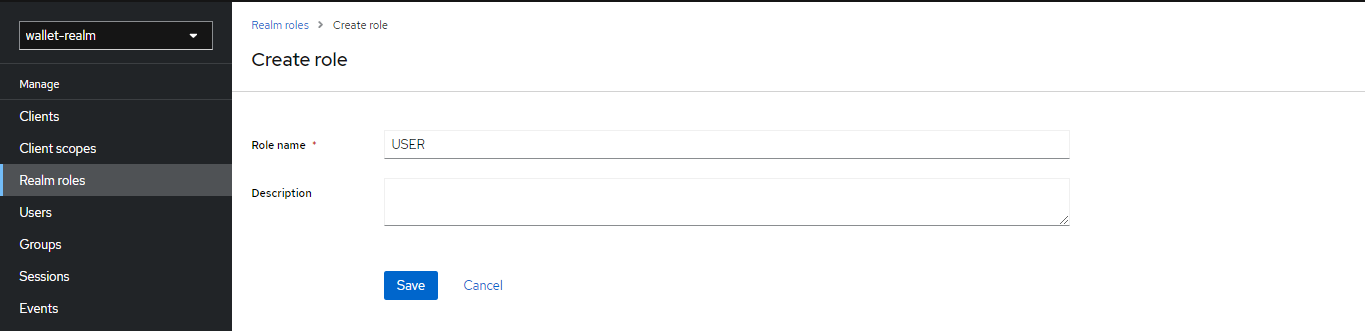 wallet-realm
Manage
Clients
Client scopes
Realm roles
Users
Groups
Sessions
Events
Realm roles > Create role
Create role
Role name *
USER
Description
Save Cancel